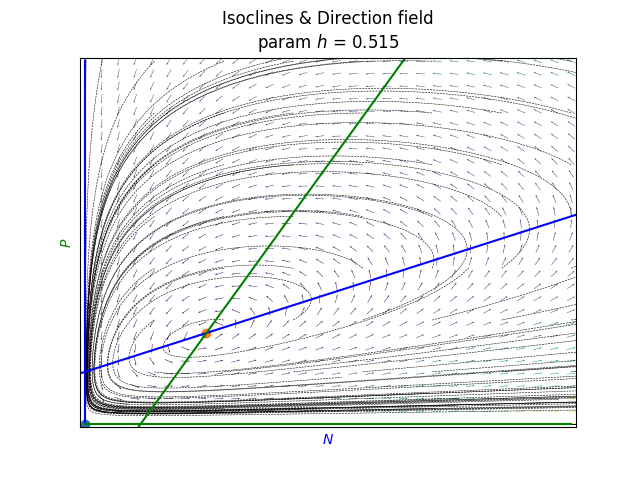 Isoclines & Direction field
param h = 0.515
P
N